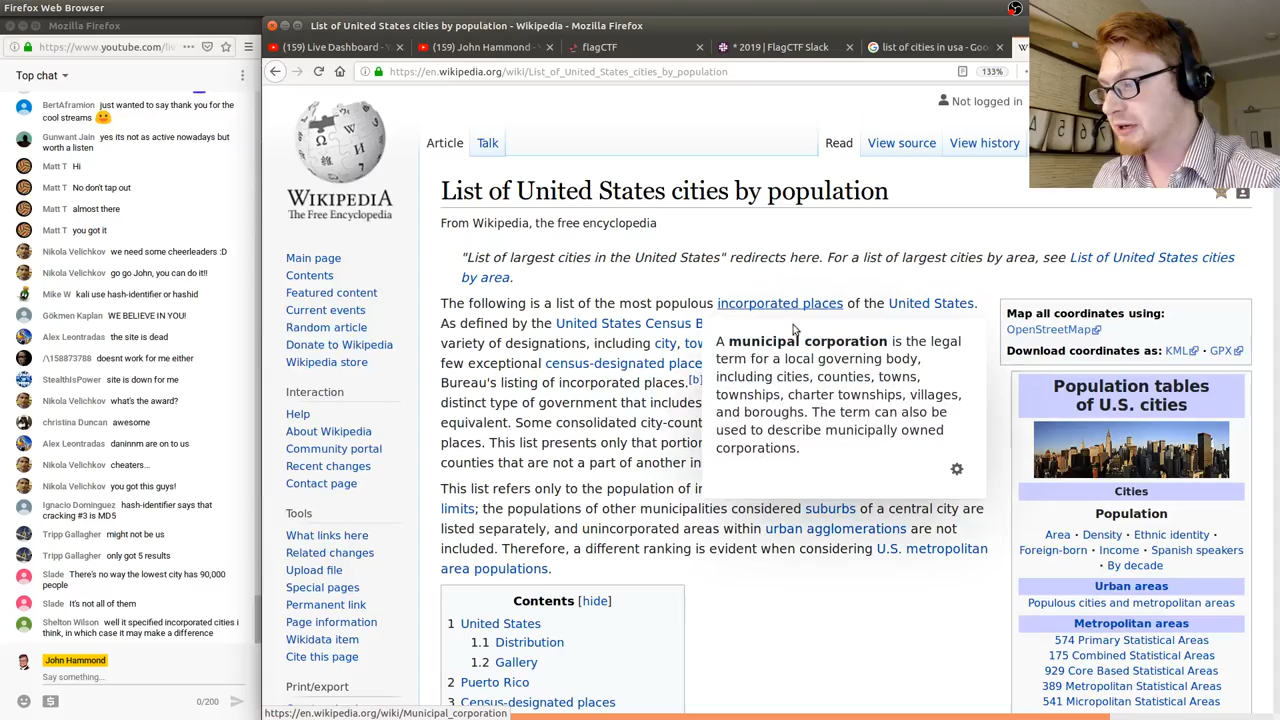 Firefox Web Browser
Mozilla Firefox
List of United States cities by population - Wikipedia - Mozilla Firefox
https://www.youtube.com/li
(159) Live Dashboard -
(159) John Hammond -
flagCTF
* 2019 | FlagCTF Slack
list of cities in usa - Goo
https://en.wikipedia.org/wiki/List_of_United_States_cities_by_population
133%
Top chat
BertAframion just wanted to say thank you for the
cool streams
Gunwant Jain yes its not as active nowadays but
worth a listen
Matt T Hi
Matt T No don't tap out
Matt T almost there
Matt T you got it
Nikola Velichkov we need some cheerleaders :D
Nikola Velichkov go go John, you can do it!!
Mike W kali use hash-identifier or hashid
Gökmen Kaplan WE BELIEVE IN YOU!
Alex Leontradas the site is dead
/\158873788 doesnt work for me either
StealthIsPower site is down for me
Nikola Velichkov what's the award?
christina Duncan awesome
Alex Leontradas daninnm are on to us
Nikola Velichkov cheaters...
Nikola Velichkov you got this guys!
Ignacio Dominguez hash-identifier says that
cracking #3 is MD5
Tripp Gallagher might not be us
Tripp Gallagher only got 5 results
Slade There's no way the lowest city has 90,000
people
Slade It's not all of them
Shelton Wilson well it specified incorporated cities i
think, in which case it may make a difference
John Hammond
Say something...
0/200
WIKIPEDIA
The Free Encyclopedia
Main page
Contents
Featured content
Current events
Random article
Donate to Wikipedia
Wikipedia store
Interaction
Help
About Wikipedia
Community portal
Recent changes
Contact page
Tools
What links here
Related changes
Upload file
Special pages
Permanent link
Page information
Wikidata item
Cite this page
Print/export
Not logged in
Article
Talk
Read
View source
View history
List of United States cities by population
From Wikipedia, the free encyclopedia
"List of largest cities in the United States" redirects here. For a list of largest cities by area, see List of United States cities
by area.
The following is a list of the most populous incorporated places of the United States.
As defined by the United States Census B
variety of designations, including city, tow
few exceptional census-designated place
Bureau's listing of incorporated places.[b]
distinct type of government that includes
equivalent. Some consolidated city-count
places. This list presents only that portion
counties that are not a part of another in
A municipal corporation is the legal
term for a local governing body,
including cities, counties, towns,
townships, charter townships, villages,
and boroughs. The term can also be
used to describe municipally owned
corporations.
This list refers only to the population of in
limits; the populations of other municipalities considered suburbs of a central city are
listed separately, and unincorporated areas within urban agglomerations are not
included. Therefore, a different ranking is evident when considering U.S. metropolitan
area populations.
Contents [hide]
1 United States
1.1 Distribution
1.2 Gallery
2 Puerto Rico
3 Census-designated places
Map all coordinates using:
OpenStreetMap
Download coordinates as: KML · GPX
Population tables
of U.S. cities
Cities
Population
Area · Density · Ethnic identity ·
Foreign-born · Income · Spanish speakers
· By decade
Urban areas
Populous cities and metropolitan areas
Metropolitan areas
574 Primary Statistical Areas
175 Combined Statistical Areas
929 Core Based Statistical Areas
389 Metropolitan Statistical Areas
541 Micropolitan Statistical Areas
https://en.wikipedia.org/wiki/Municipal_corporation